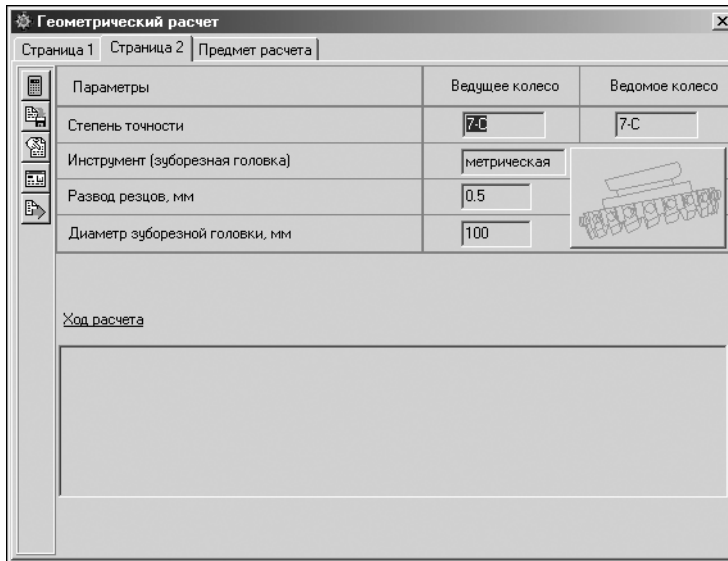 Геометрический расчет
Страница 1 Страница 2 Предмет расчета
Параметры Ведущее колесо Ведомое колесо
Степень точности 7-C 7-C
Инструмент (зуборезная головка) метрическая
Развод резцов, мм 0.5
Диаметр зуборезной головки, мм 100
Ход расчета